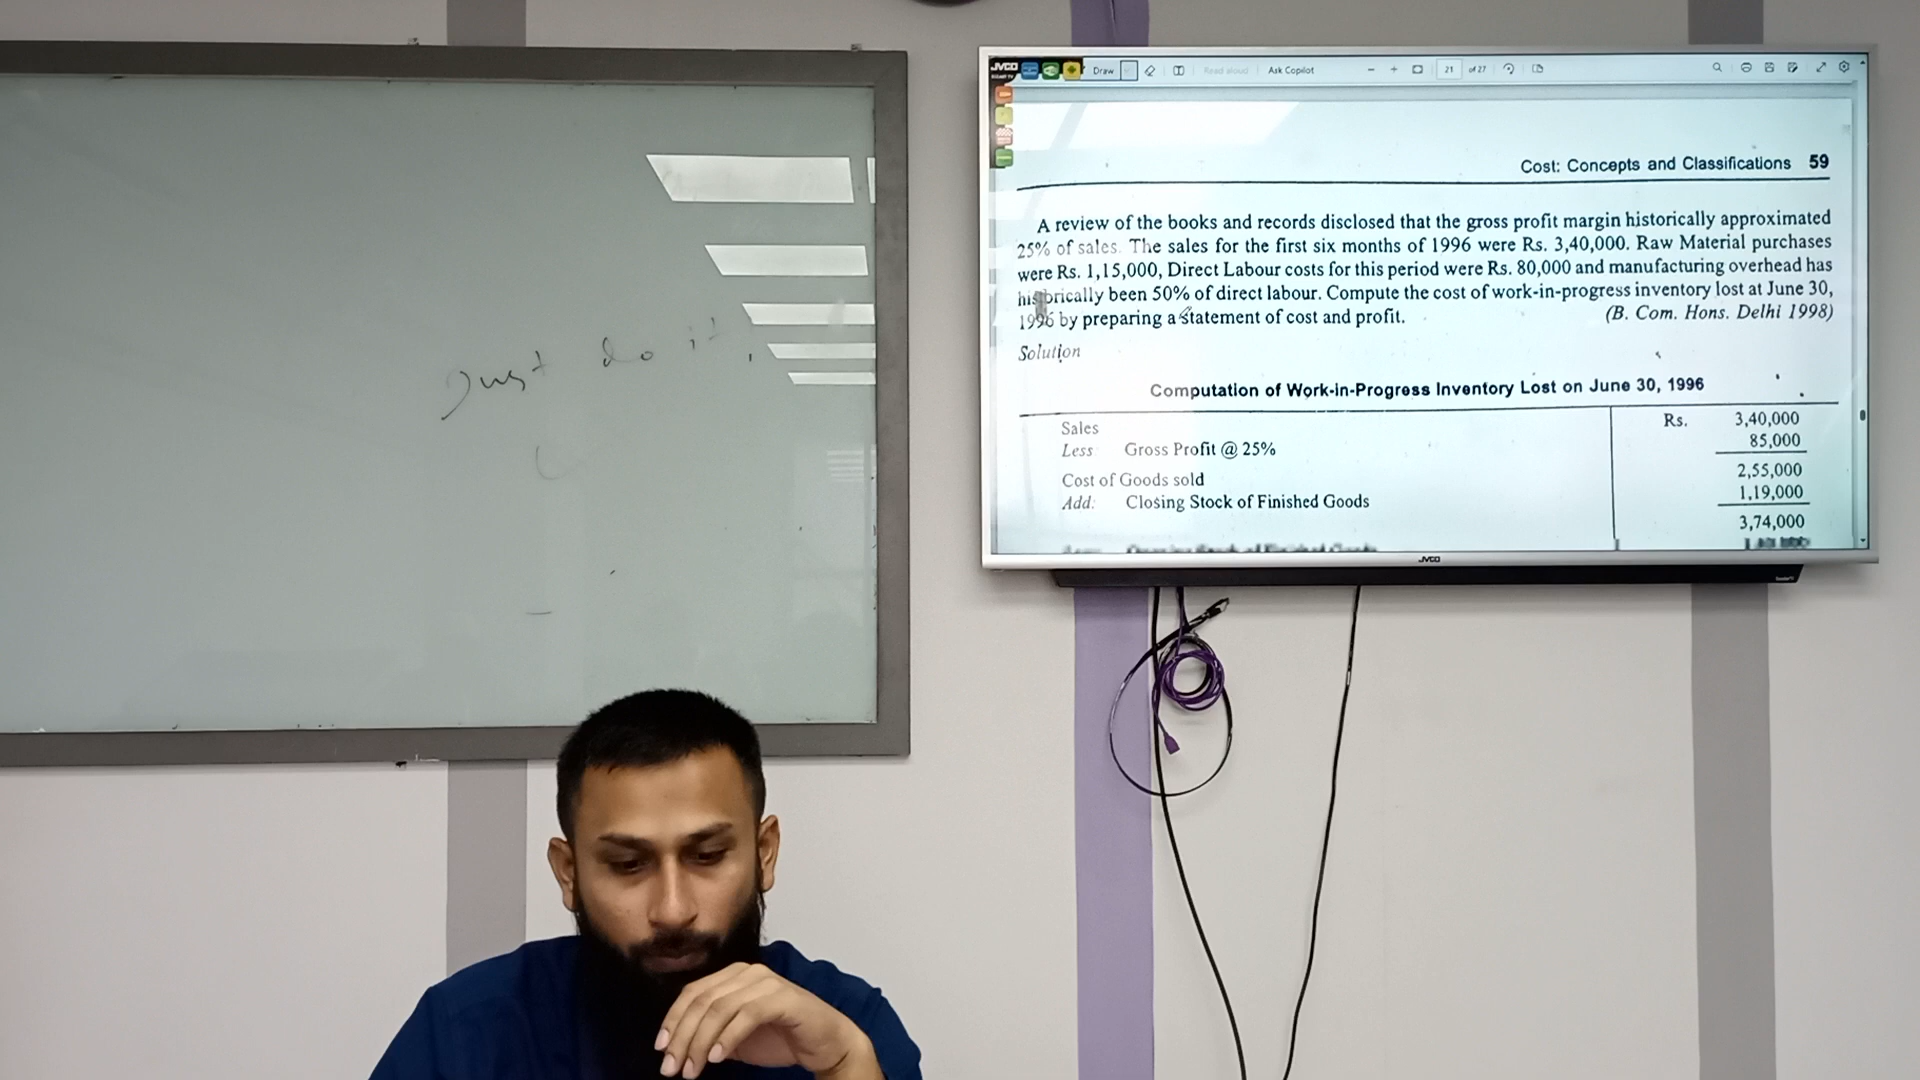 Just do it.
JVCO
Draw
Read aloud
Ask Copilot
21
of 27
Cost: Concepts and Classifications 59
A review of the books and records disclosed that the gross profit margin historically approximated
25% of sales. The sales for the first six months of 1996 were Rs. 3,40,000. Raw Material purchases
were Rs. 1,15,000, Direct Labour costs for this period were Rs. 80,000 and manufacturing overhead has
historically been 50% of direct labour. Compute the cost of work-in-progress inventory lost at June 30,
1996 by preparing a statement of cost and profit. (B. Com. Hons. Delhi 1998)
Solution
Computation of Work-in-Progress Inventory Lost on June 30, 1996
Sales Rs. 3,40,000
Less Gross Profit @ 25% 85,000
Cost of Goods sold 2,55,000
Add: Closing Stock of Finished Goods 1,19,000
3,74,000
JVCO